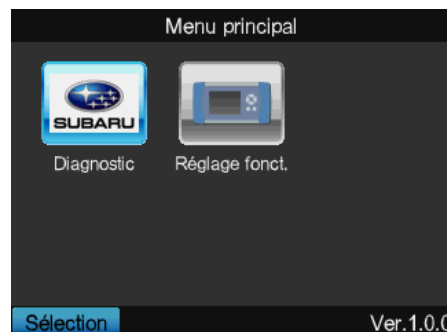 Menu principal
SUBARU
Diagnostic
Réglage fonct.
Sélection
Ver.1.0.0